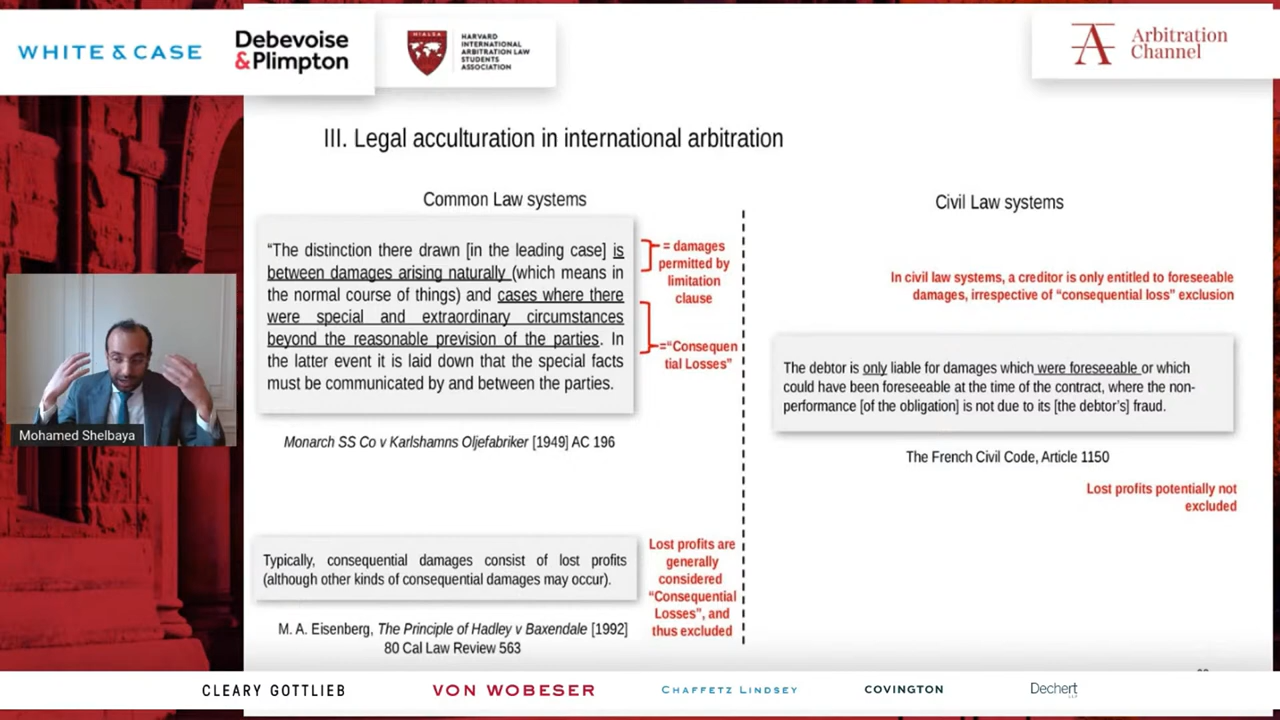 WHITE & CASE
Debevoise
&Plimpton
HIALSA
HARVARD
INTERNATIONAL
ARBITRATION LAW
STUDENTS
ASSOCIATION
Arbitration
Channel
III. Legal acculturation in international arbitration
Common Law systems
“The distinction there drawn [in the leading case] is
between damages arising naturally (which means in
the normal course of things) and cases where there
were special and extraordinary circumstances
beyond the reasonable prevision of the parties. In
the latter event it is laid down that the special facts
must be communicated by and between the parties.
= damages
permitted by
limitation
clause
=“Consequen
tial Losses”
Monarch SS Co v Karlshamns Oljefabriker [1949] AC 196
Typically, consequential damages consist of lost profits
(although other kinds of consequential damages may occur).
Lost profits are
generally
considered
“Consequential
Losses”, and
thus excluded
M. A. Eisenberg, The Principle of Hadley v Baxendale [1992]
80 Cal Law Review 563
Civil Law systems
In civil law systems, a creditor is only entitled to foreseeable
damages, irrespective of “consequential loss” exclusion
The debtor is only liable for damages which were foreseeable or which
could have been foreseeable at the time of the contract, where the non-
performance [of the obligation] is not due to its [the debtor’s] fraud.
The French Civil Code, Article 1150
Lost profits potentially not
excluded
Mohamed Shelbaya
CLEARY GOTTLIEB
VON WOBESER
CHAFFETZ LINDSEY
COVINGTON
Dechert
LLP